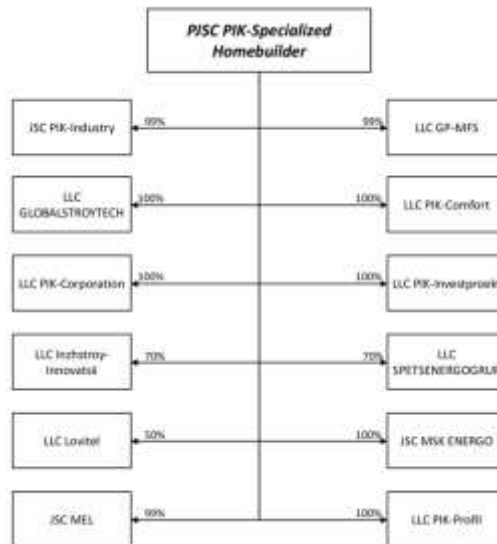 PJSC PIK-Specialized
Homebuilder
99%
99%
JSC PIK-Industry
LLC GP-MFS
LLC
GLOBALSTROYTECH
100%
100%
LLC PIK-Comfort
LLC PIK-Corporation
100%
100%
LLC PIK-Investproekt
LLC Inzhstroy-
Innovatsii
70%
70%
LLC
SPETSENERGOGRUP
LLC Lovitel
50%
100%
JSC MSK ENERGO
JSC MEL
99%
100%
LLC PIK-Profil